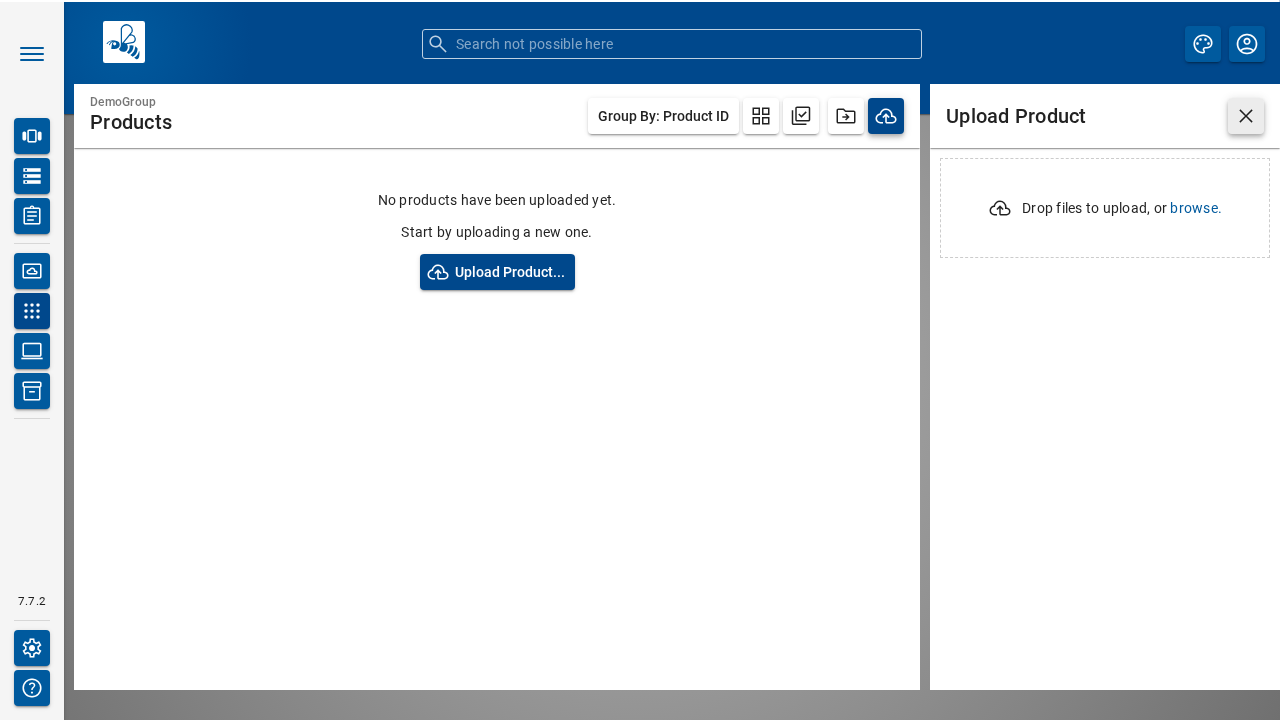 Search not possible here
DemoGroup
Products
Group By: Product ID
Upload Product
No products have been uploaded yet.
Start by uploading a new one.
Upload Product...
Drop files to upload, or browse.
7.7.2